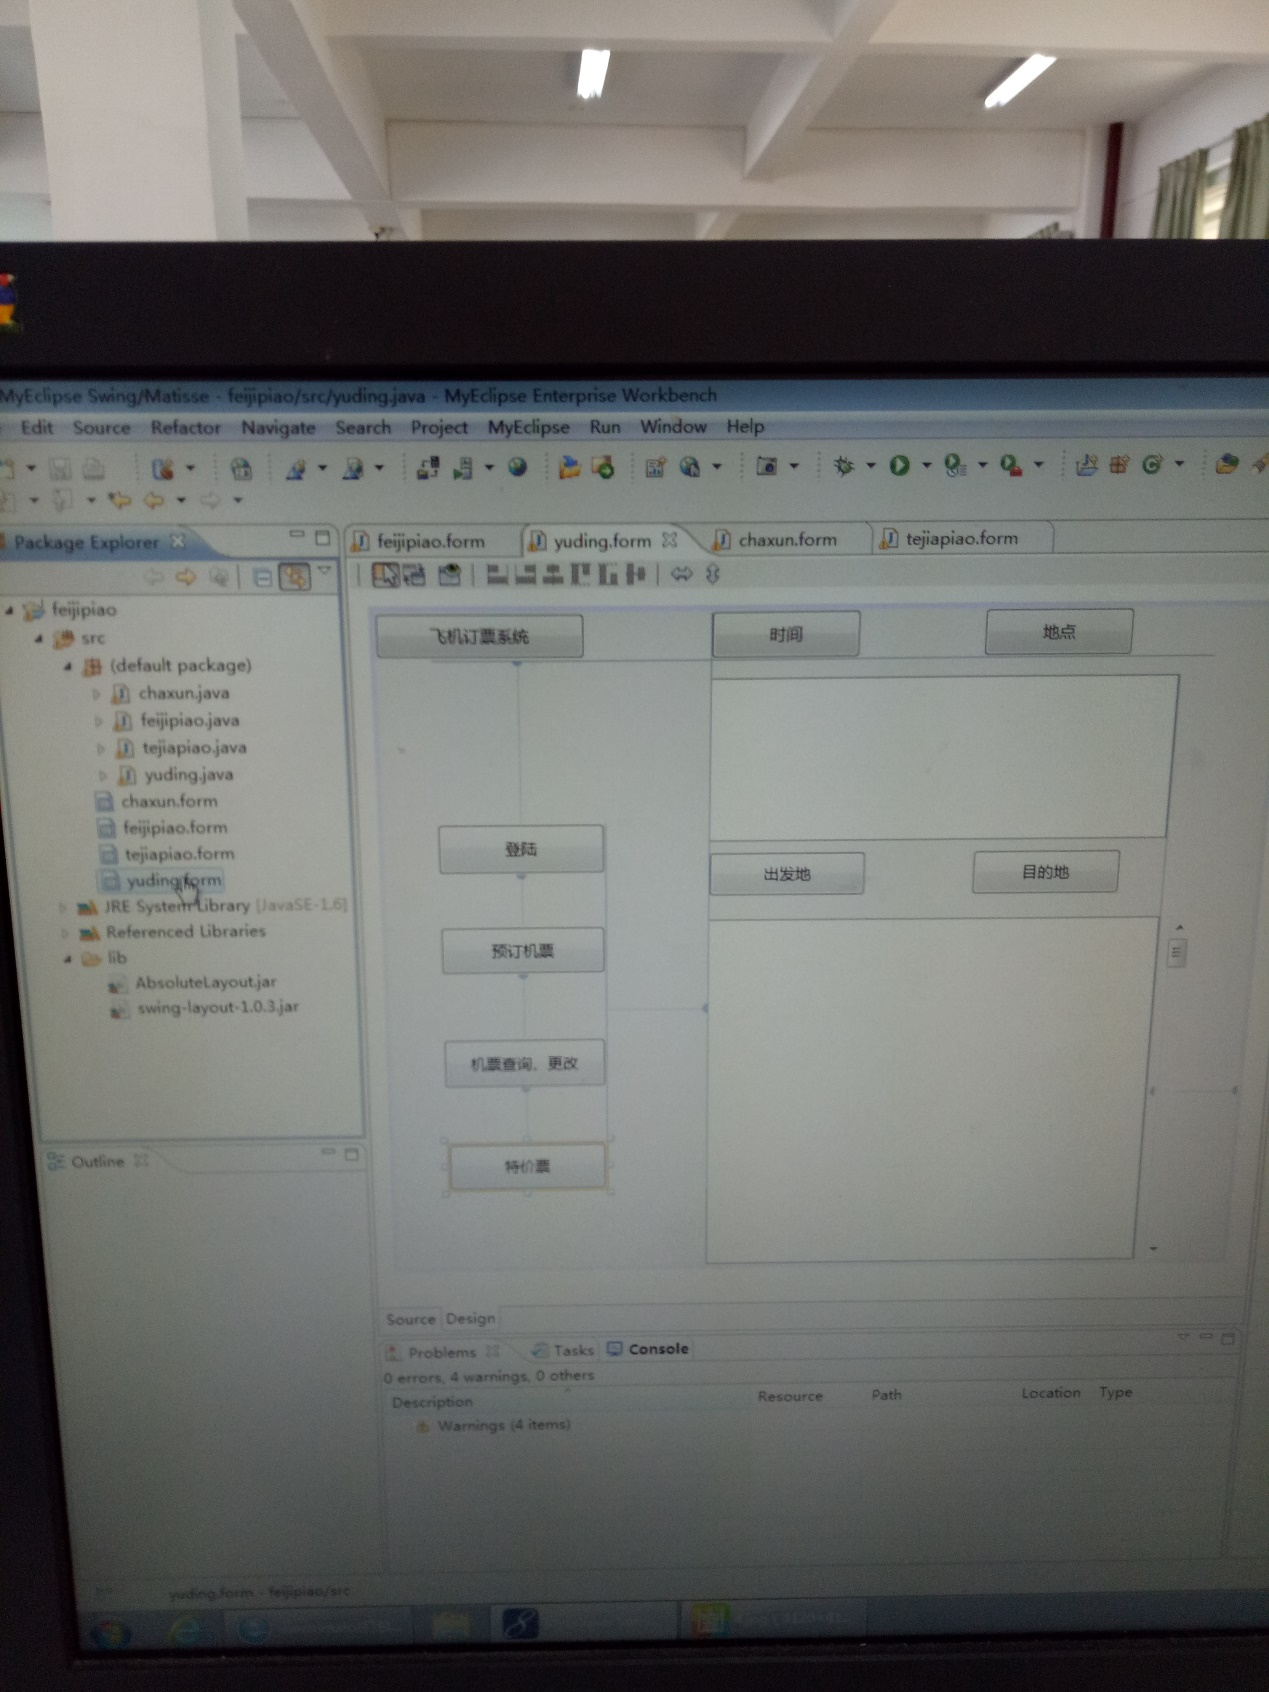 MyEclipse Swing/Matisse - feijipiao/src/yuding.java - MyEclipse Enterprise Workbench
Edit Source Refactor Navigate Search Project MyEclipse Run Window Help
Package Explorer
feijipiao.form yuding.form chaxun.form tejiapiao.form
feijipiao
src
(default package)
chaxun.java
feijipiao.java
tejiapiao.java
yuding.java
chaxun.form
feijipiao.form
tejiapiao.form
yuding.form
JRE System Library [JavaSE-1.6]
Referenced Libraries
lib
AbsoluteLayout.jar
swing-layout-1.0.3.jar
Outline
飞机订票系统 时间 地点
登陆
出发地 目的地
预订机票
机票查询、更改
特价票
Source Design
Problems Tasks Console
0 errors, 4 warnings, 0 others
Description Resource Path Location Type
Warnings (4 items)
yuding.form - feijipiao/src